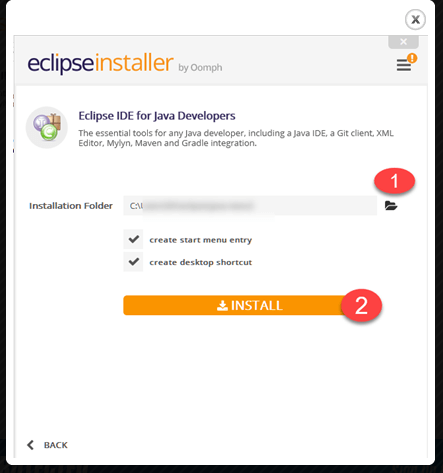 eclipseinstaller by Oomph
Eclipse IDE for Java Developers
The essential tools for any Java developer, including a Java IDE, a Git client, XML
Editor, Mylyn, Maven and Gradle integration.
1
Installation Folder C:\
create start menu entry
create desktop shortcut
INSTALL 2
BACK